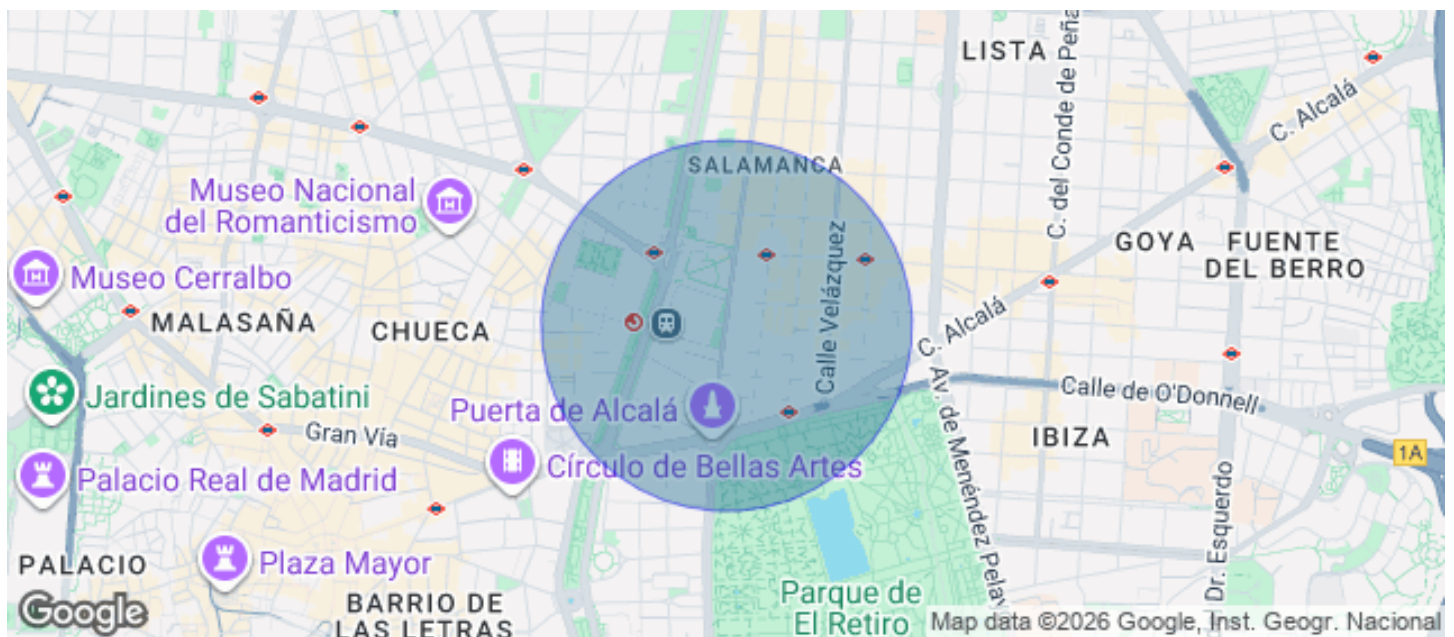 LISTA
C. del Conde de Peña
C. Alcalá
SALAMANCA
Museo Nacional
del Romanticismo
GOYA
FUENTE
DEL BERRO
Museo Cerralbo
MALASAÑA
CHUECA
Calle Velázquez
C. Alcalá
Jardines de Sabatini
Puerta de Alcalá
Calle de O'Donnell
Gran Vía
Av. de Menéndez Pelay
IBIZA
Círculo de Bellas Artes
1A
Palacio Real de Madrid
Dr. Esquerdo
PALACIO
Plaza Mayor
BARRIO DE
LAS LETRAS
Parque de
El Retiro
Google
Map data ©2026 Google, Inst. Geogr. Nacional